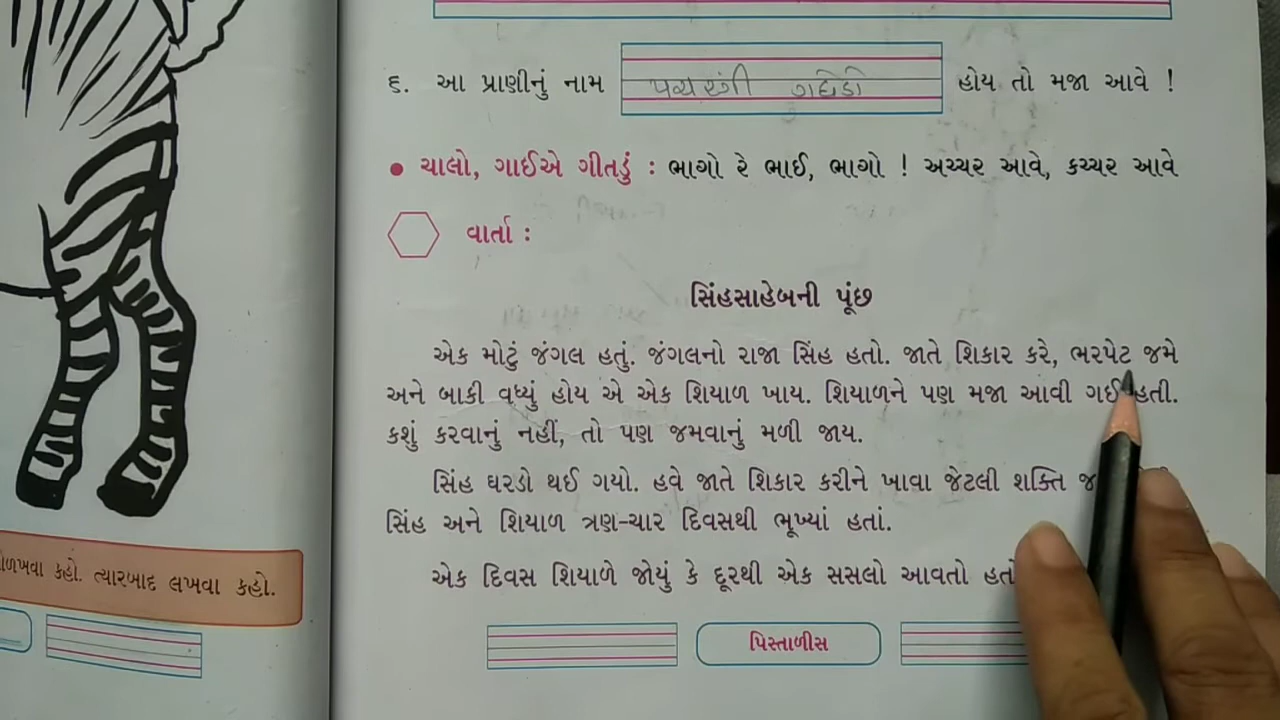 ૬. આ પ્રાણીનું નામ પચરંગી ગધેડો હોય તો મજા આવે !
• ચાલો, ગાઈએ ગીતડું : ભાગો રે ભાઈ, ભાગો ! અચ્ચર આવે, કચ્ચર આવે
વાર્તા :
સિંહસાહેબની પૂંછ
એક મોટું જંગલ હતું. જંગલનો રાજા સિંહ હતો. જાતે શિકાર કરે, ભરપેટ જમે
અને બાકી વધ્યું હોય એ એક શિયાળ ખાય. શિયાળને પણ મજા આવી ગઈ હતી.
કશું કરવાનું નહીં, તો પણ જમવાનું મળી જાય.
સિંહ ઘરડો થઈ ગયો. હવે જાતે શિકાર કરીને ખાવા જેટલી શક્તિ
સિંહ અને શિયાળ ત્રણ-ચાર દિવસથી ભૂખ્યાં હતાં.
એક દિવસ શિયાળે જોયું કે દૂરથી એક સસલો આવતો
પિસ્તાળીસ
કહો. ત્યારબાદ લખવા કહો.